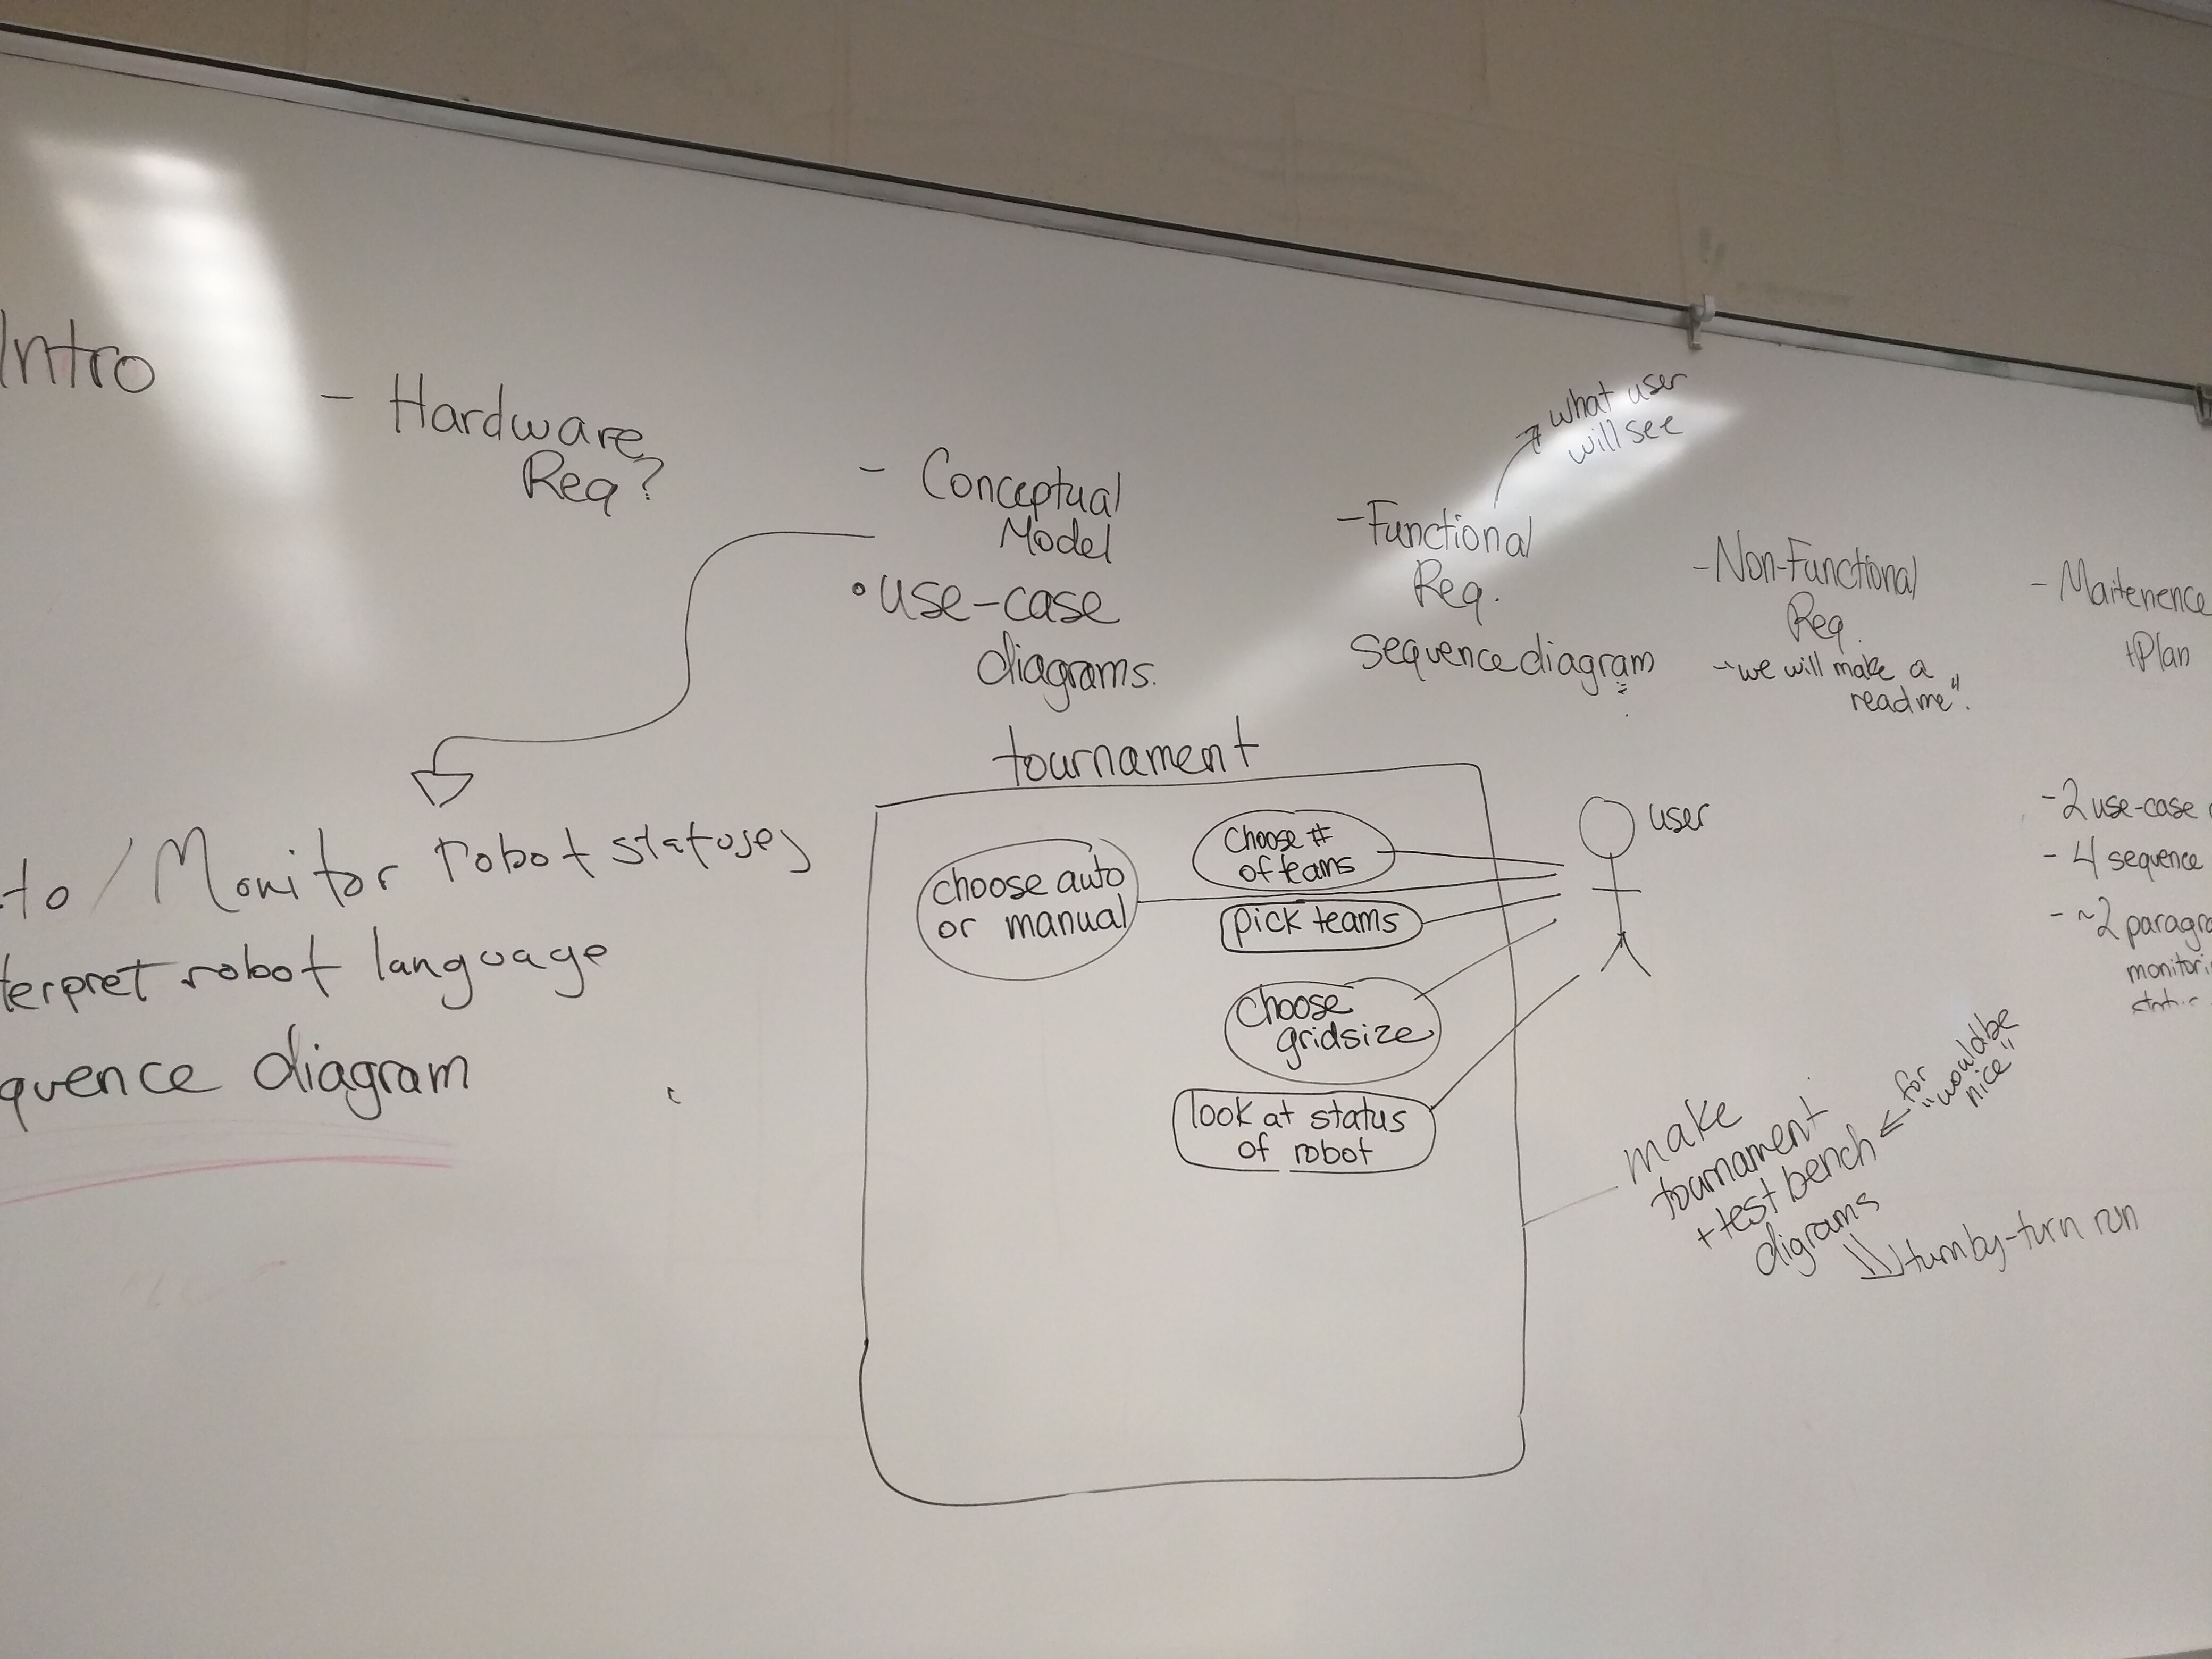 Intro
- Hardware
Req?
- Conceptual
Model
• use-case
diagrams.
what user
will see
- Functional
Req.
sequence diagram
- Non-Functional
Req.
- "we will make a
readme".
- Maitenence
+Plan
to / Monitor robot statuses
terpret robot language
quence diagram
tournament
choose auto
or manual
Choose #
of teams
pick teams
choose
gridsize
look at status
of robot
user
- 2 use-case
- 4 sequence
- ~2 paragra
monitori
make
tournament
+ test bench
digrams
for
"would be
nice"
turn by-turn run